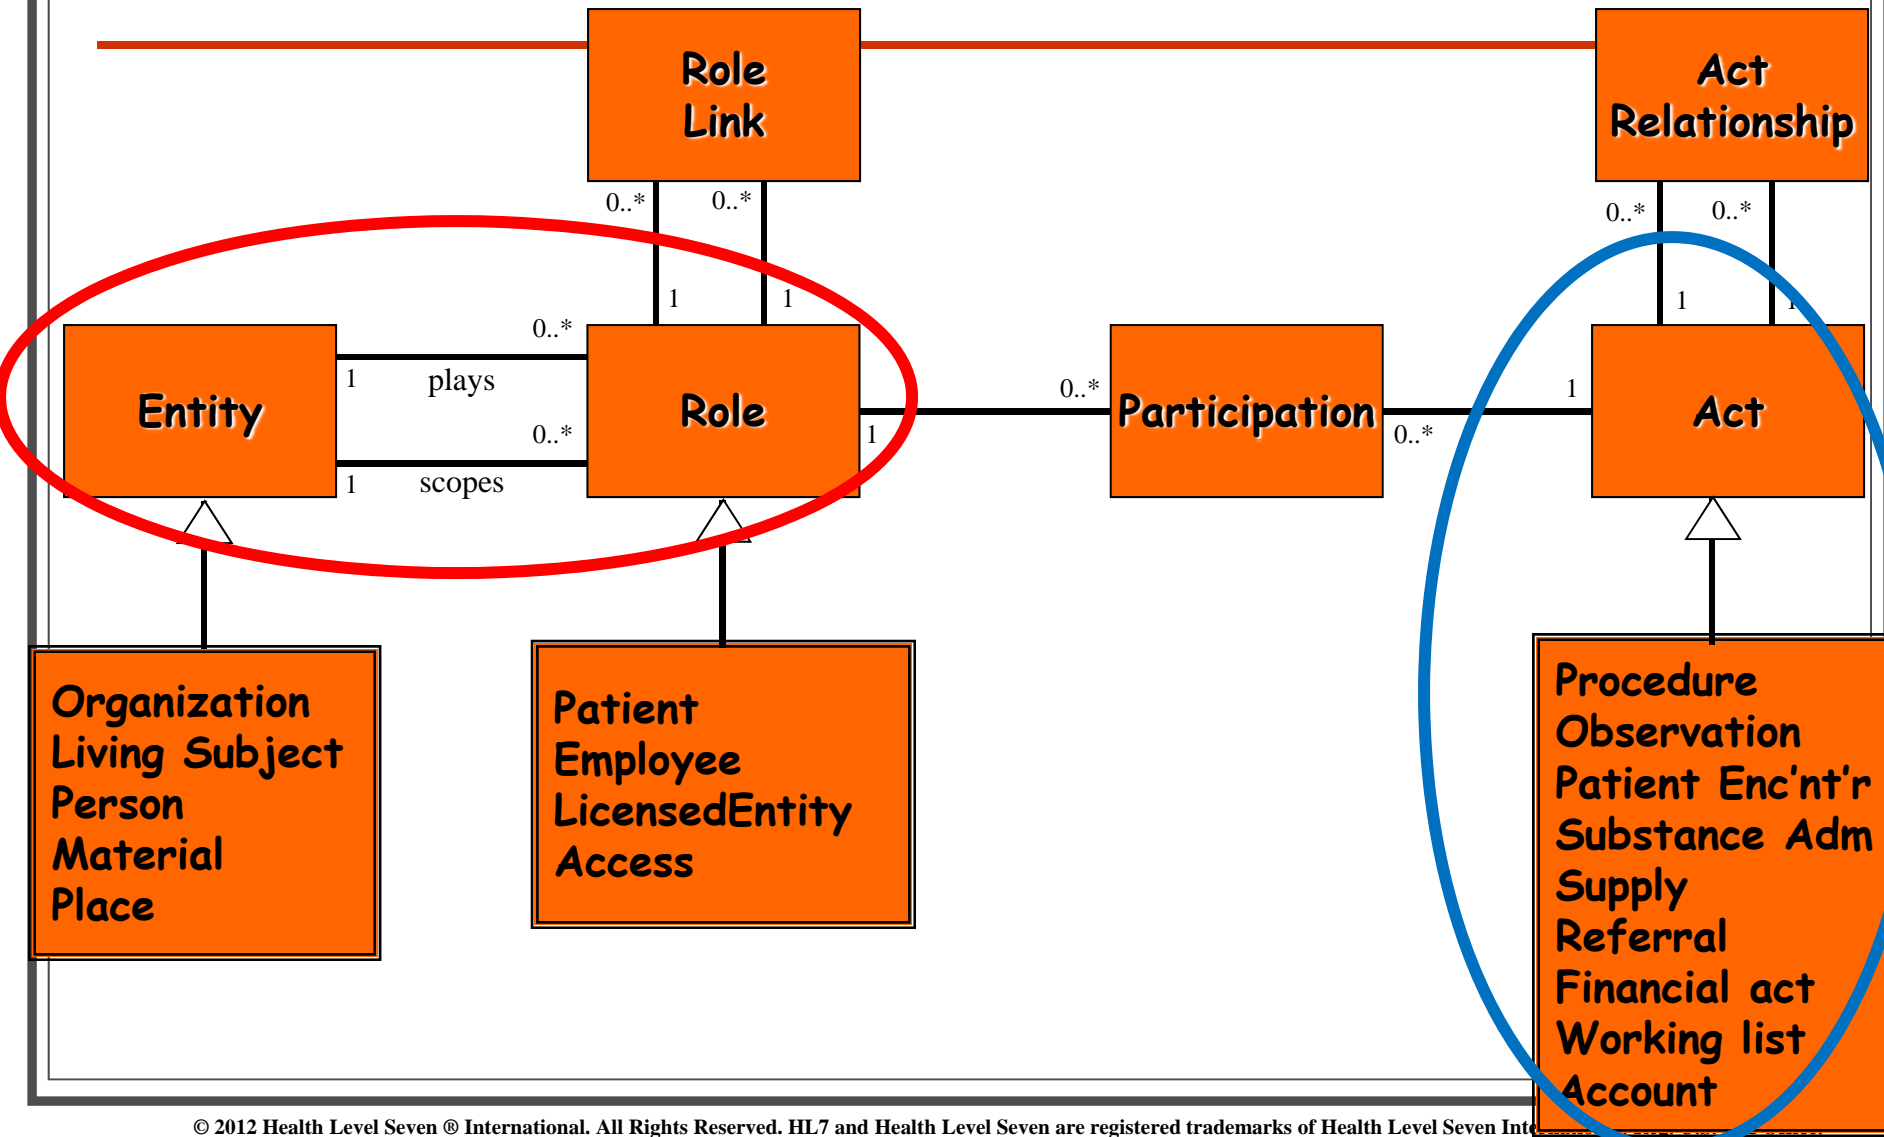 Role
Link
Act
Relationship
0..*
0..*
0..*
0..*
1
1
1
1
0..*
1
plays
0..*
1
scopes
Entity
Role
1
0..*
Participation
0..*
1
Act
Organization
Living Subject
Person
Material
Place
Patient
Employee
LicensedEntity
Access
Procedure
Observation
Patient Enc'nt'r
Substance Adm
Supply
Referral
Financial act
Working list
Account
© 2012 Health Level Seven ® International. All Rights Reserved. HL7 and Health Level Seven are registered trademarks of Health Level Seven